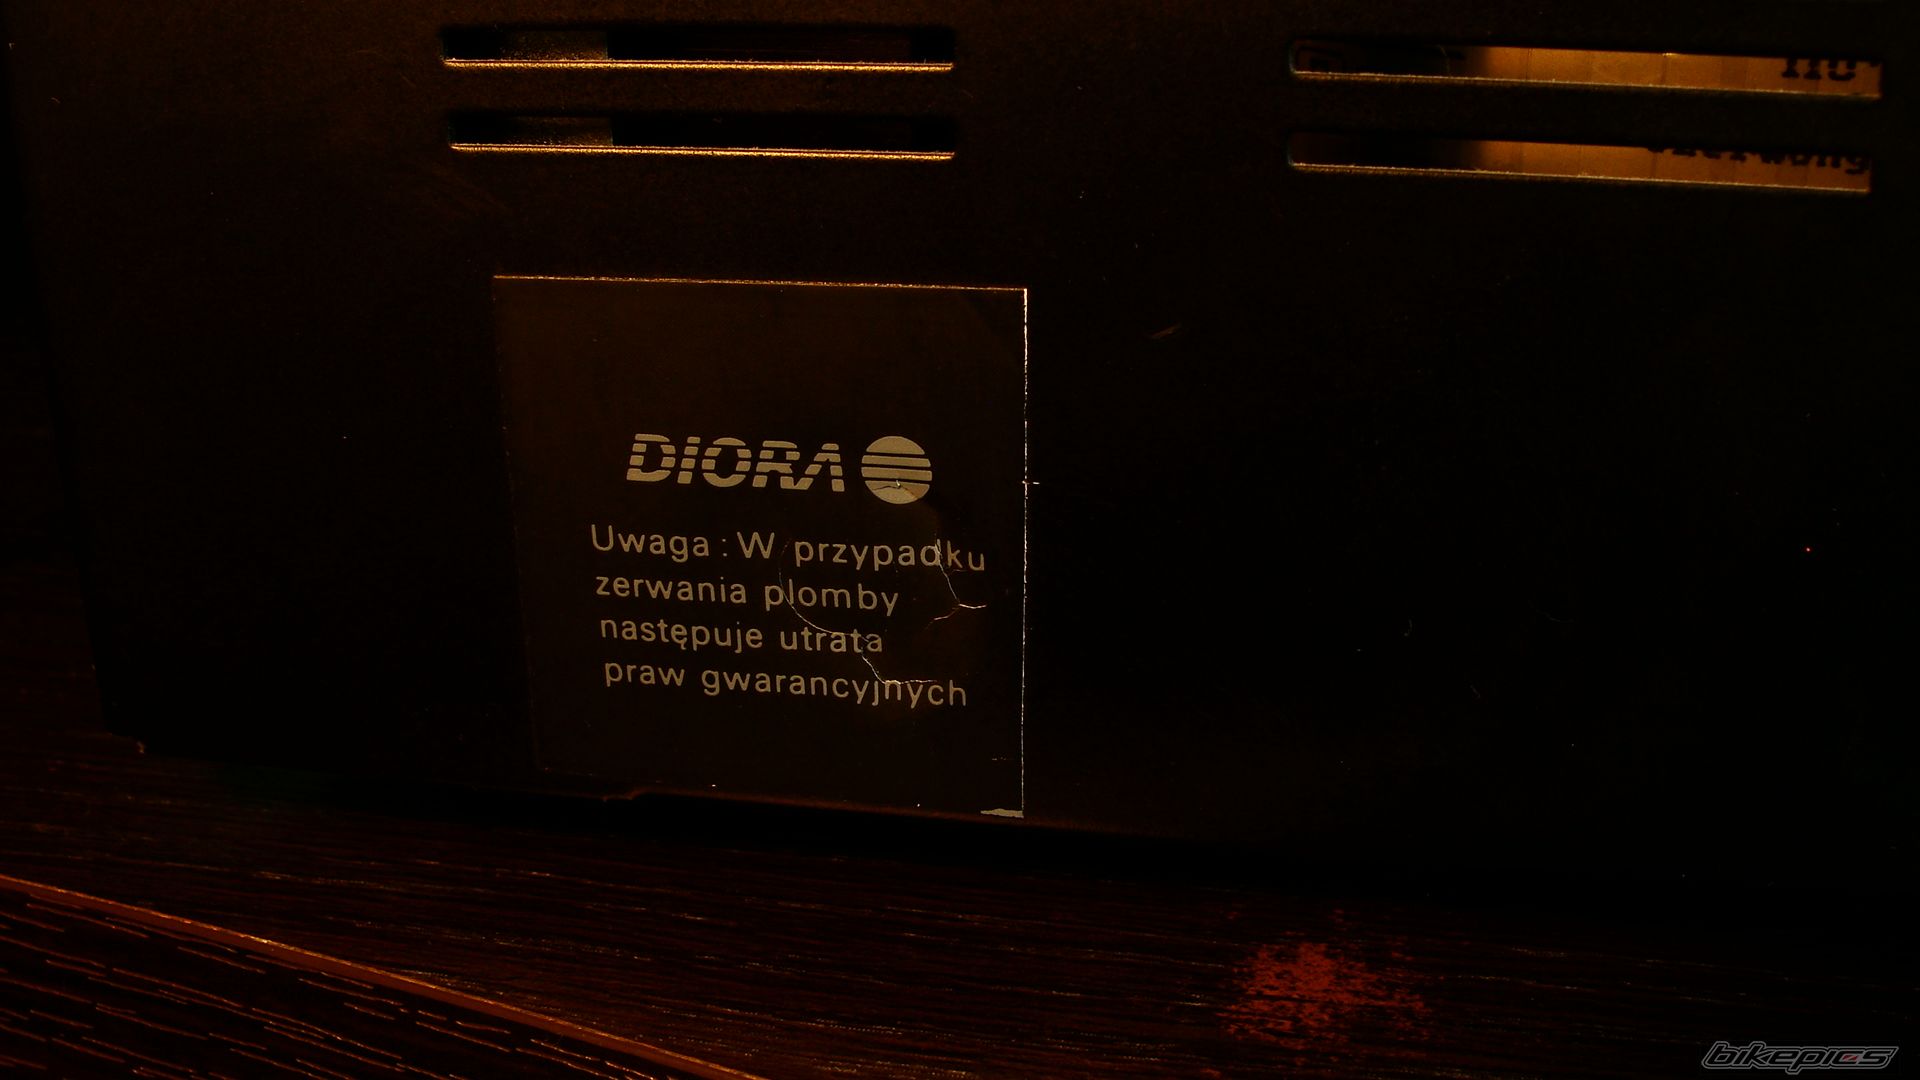 DIORA
Uwaga : W przypadku
zerwania plomby
następuje utrata
praw gwarancyjnych
bikepics